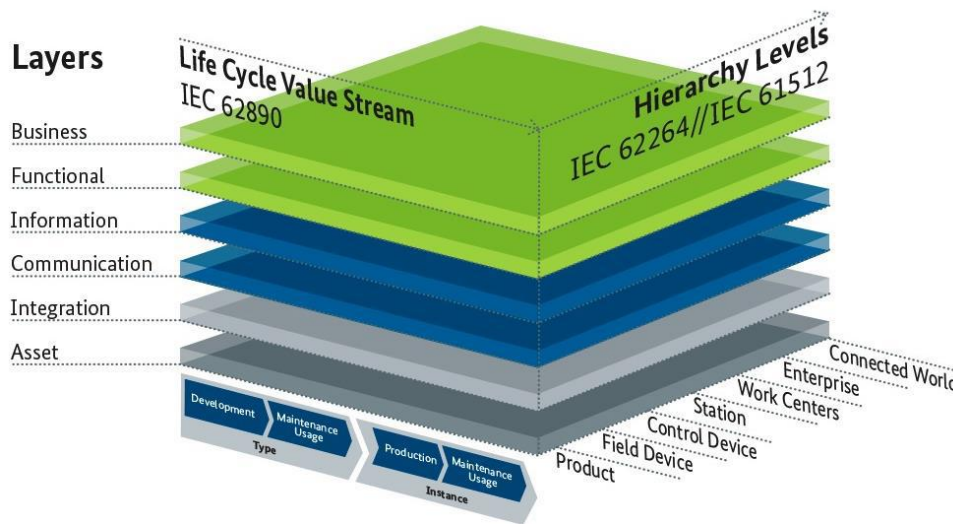 Layers
Life Cycle Value Stream
IEC 62890
Hierarchy Levels
IEC 62264//IEC 61512
Business
Functional
Information
Communication
Integration
Asset
Development
Maintenance
Usage
Type
Production
Maintenance
Usage
Instance
Connected World
Enterprise
Work Centers
Station
Control Device
Field Device
Product